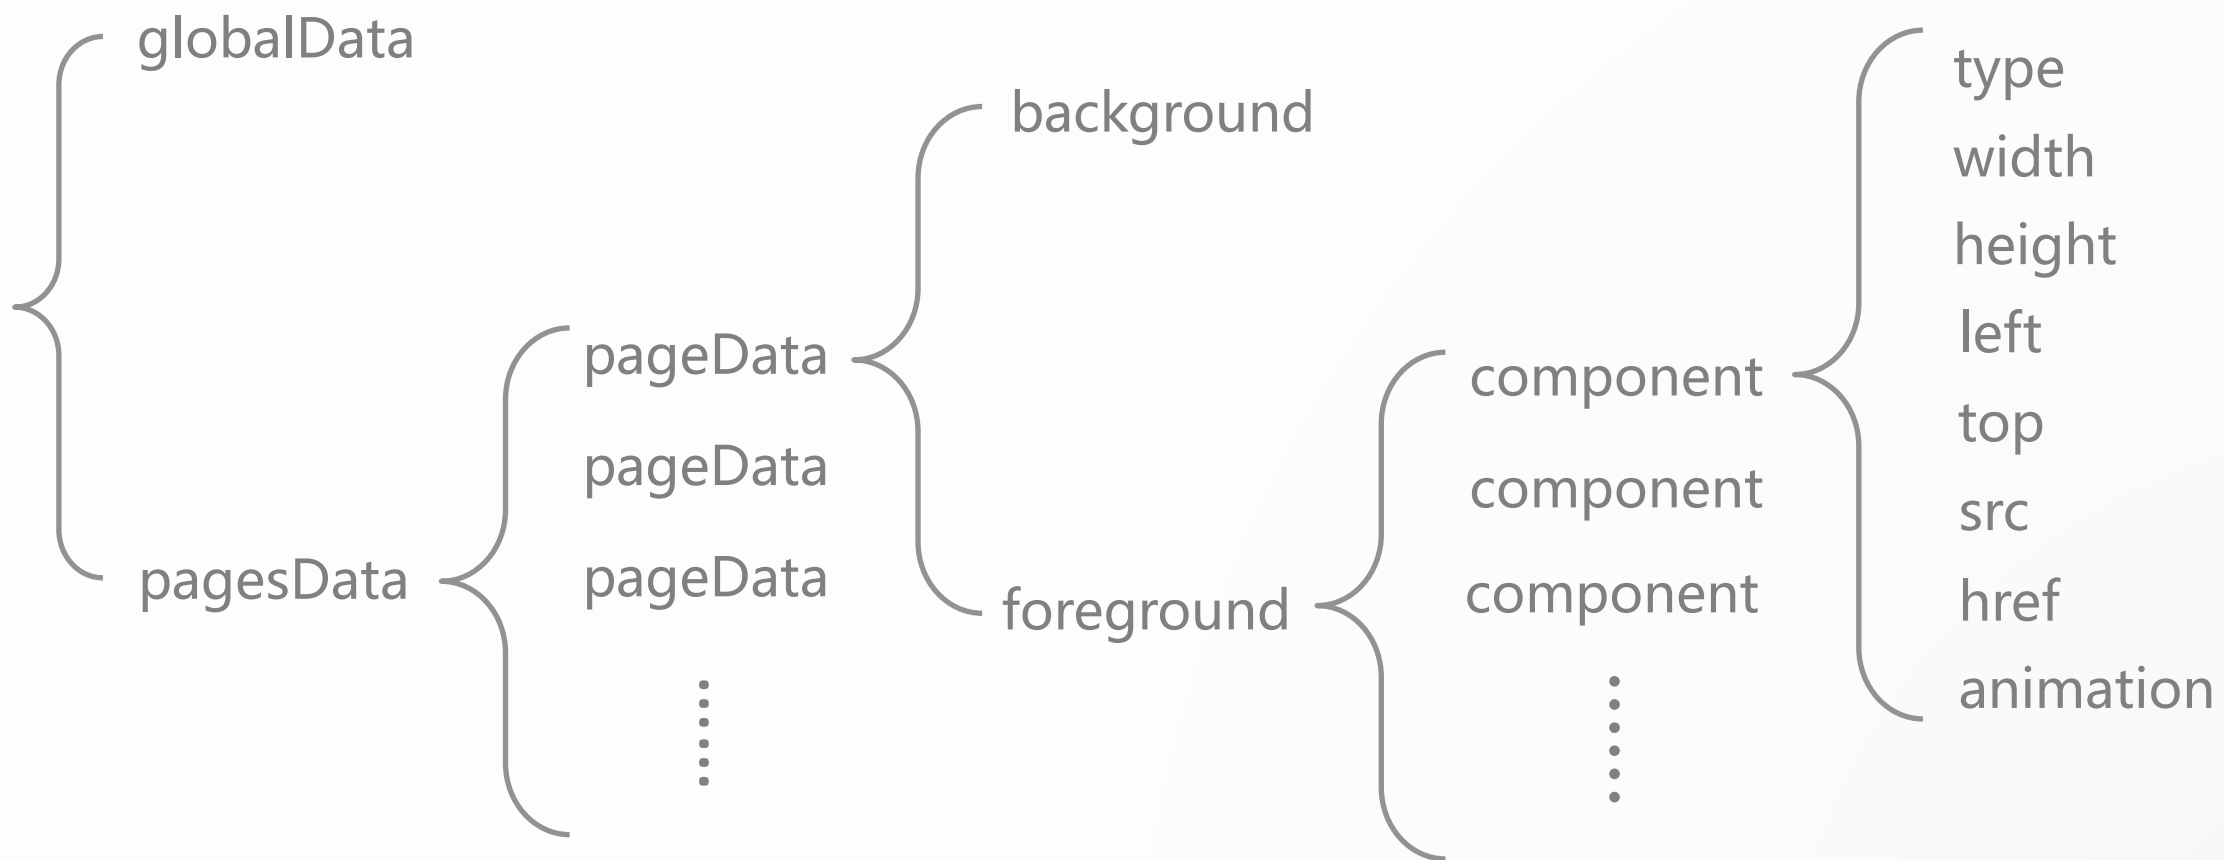 globalData
pagesData
pageData
pageData
pageData
background
foreground
component
component
component
type
width
height
left
top
src
href
animation